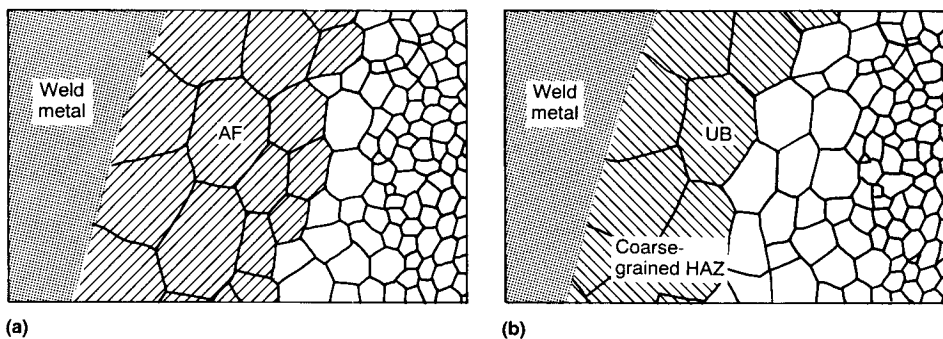 Weld
metal
AF
Weld
metal
UB
Coarse-
grained HAZ
(a)
(b)